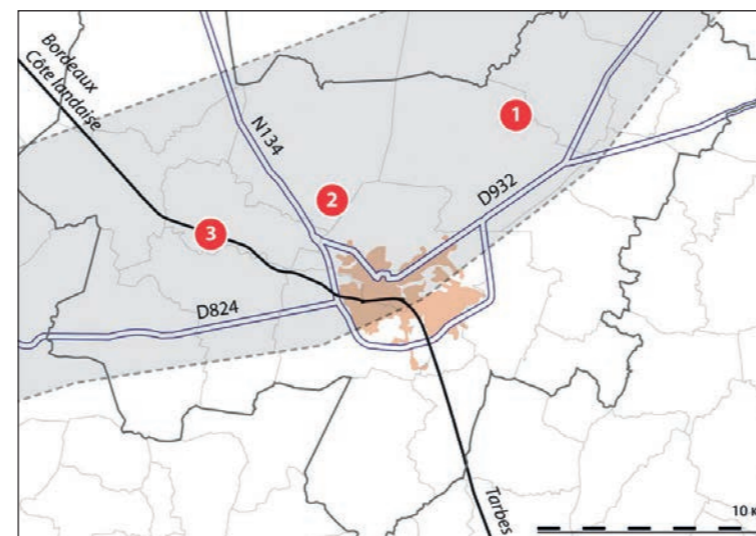 Bordeaux
Côte landaise
N134
1
2
D932
3
D824
Tarbes
10 K